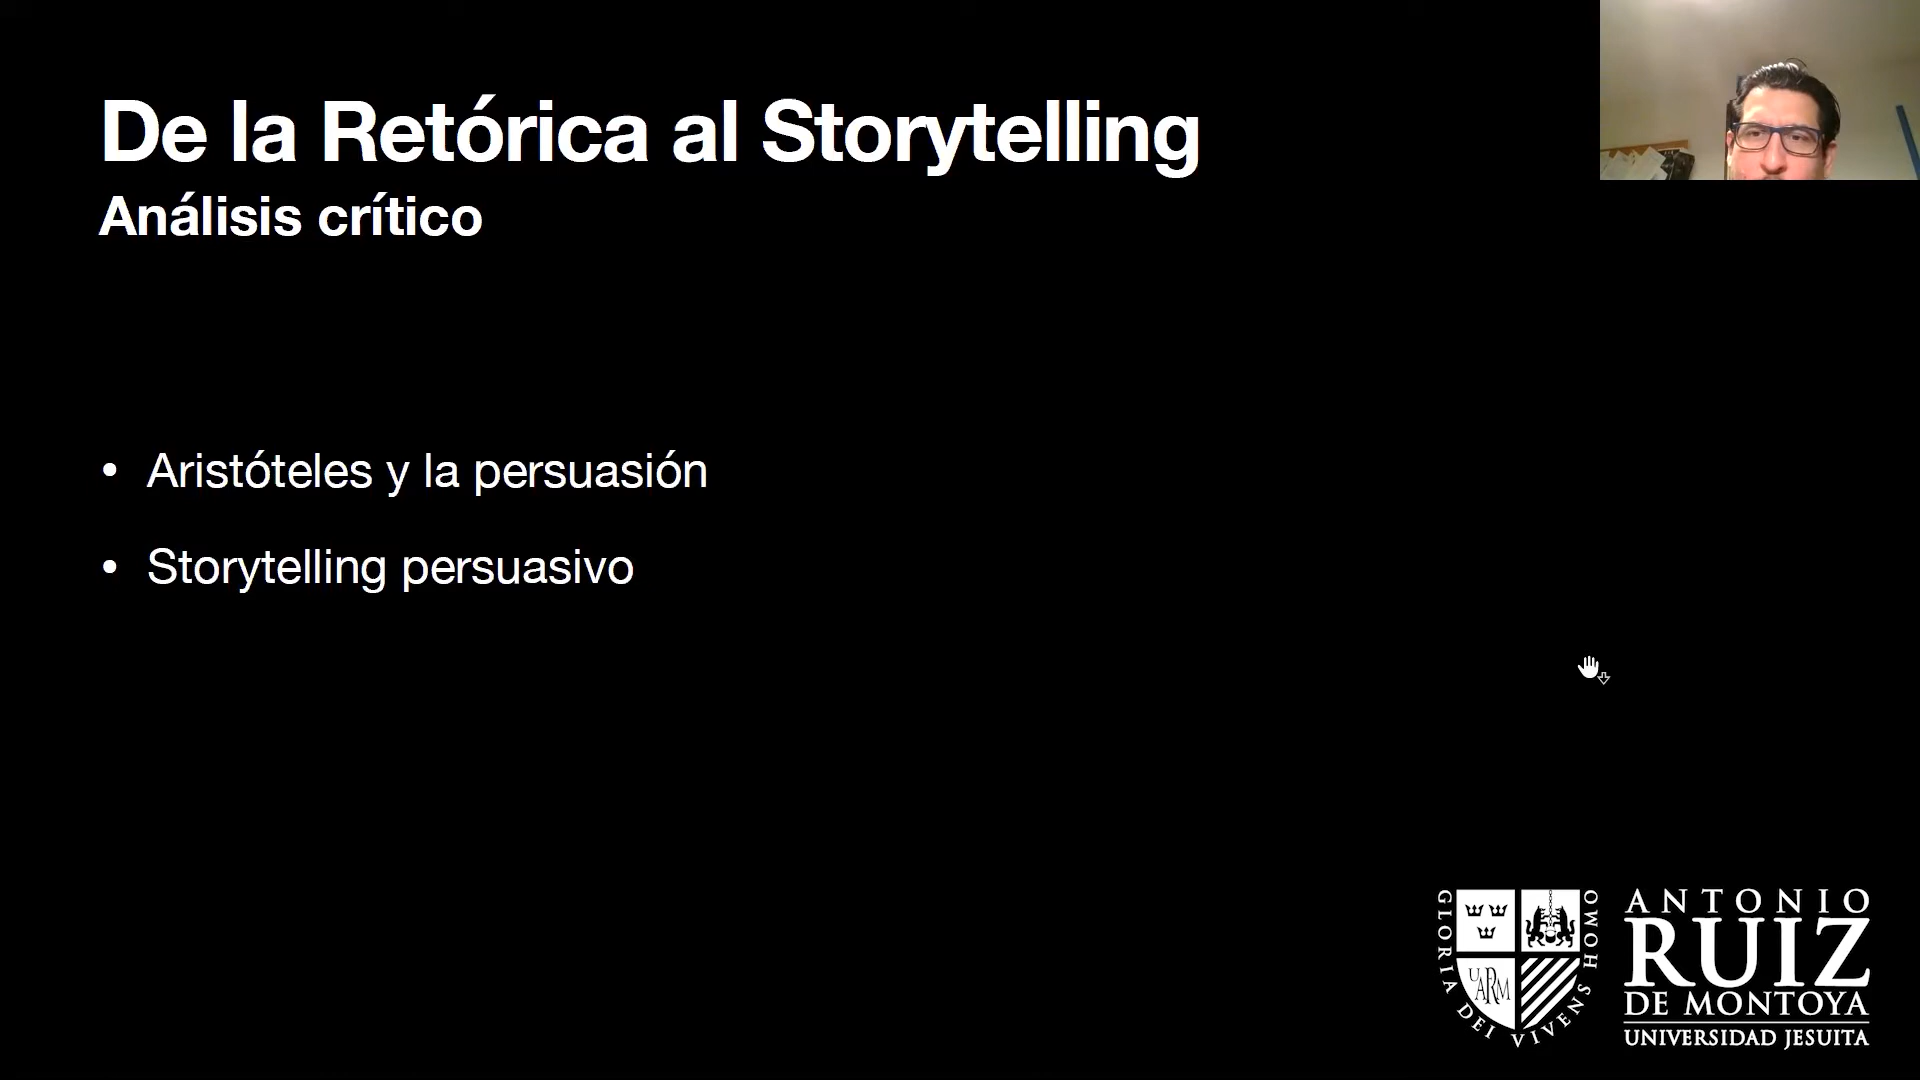 De la Retórica al Storytelling
Análisis crítico
• Aristóteles y la persuasión
• Storytelling persuasivo
GLORIA DEI VIVENS HOMO
UARM
ANTONIO
RUIZ
DE MONTOYA
UNIVERSIDAD JESUITA